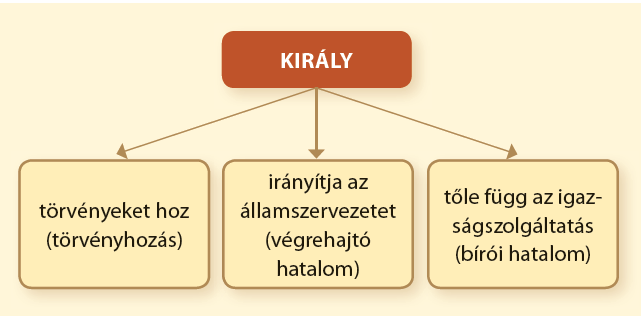 KIRÁLY
törvényeket hoz
(törvényhozás)
irányítja az
államszervezetet
(végrehajtó
hatalom)
tőle függ az igaz-
ságszolgáltatás
(bírói hatalom)